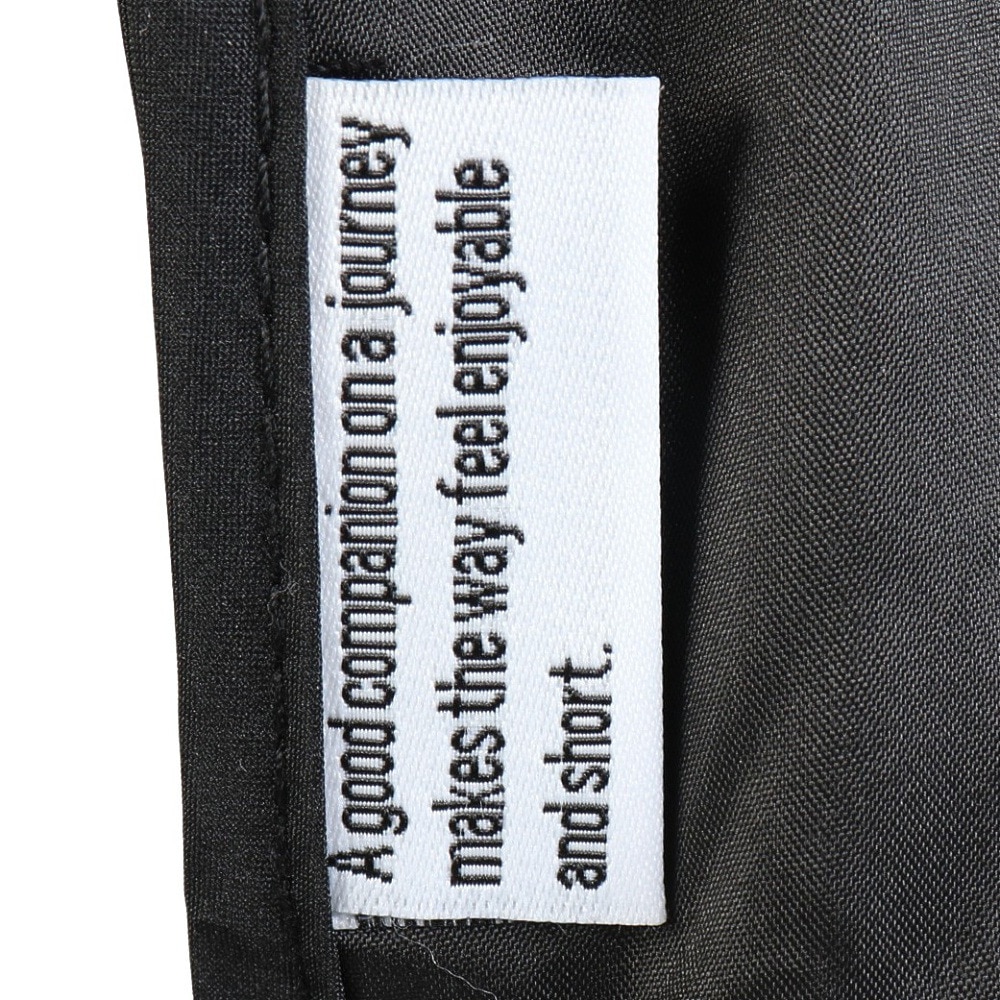 A good companion on a journey
makes the way feel enjoyable
and short.